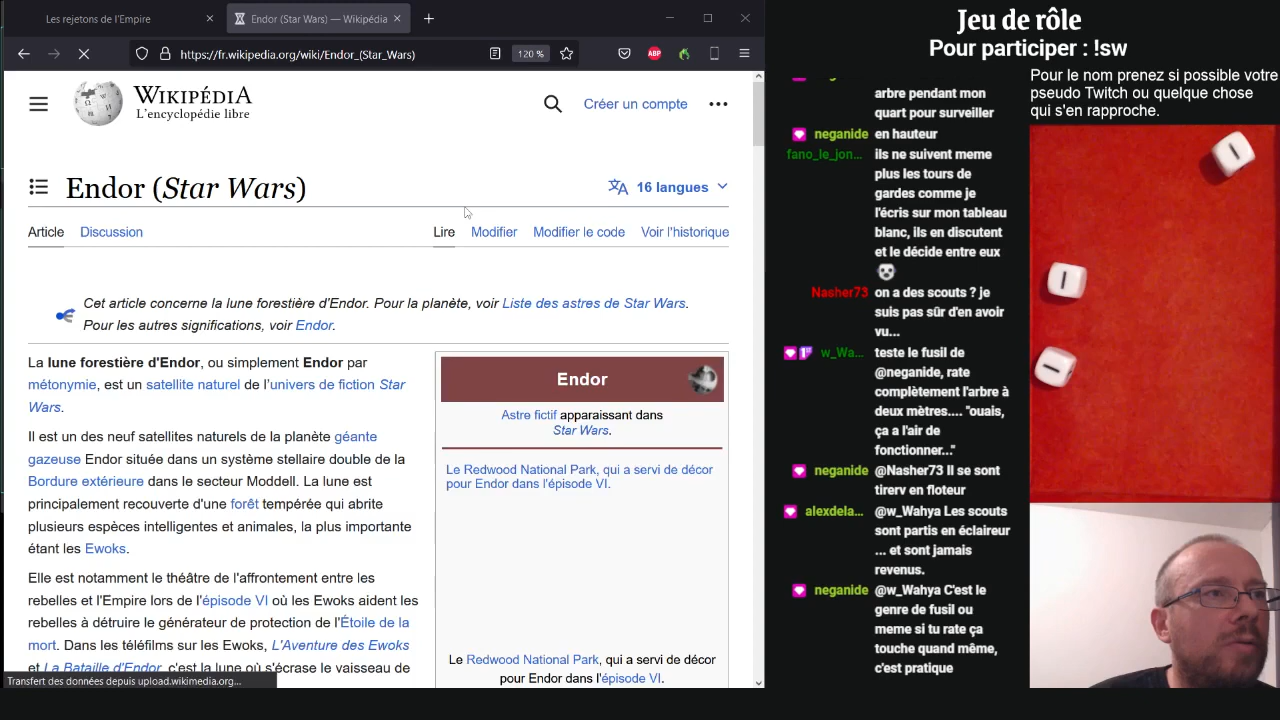 Les rejetons de l'Empire
Endor (Star Wars) — Wikipédia
https://fr.wikipedia.org/wiki/Endor_(Star_Wars)
120 %
ABP
WIKIPÉDIA
L'encyclopédie libre
Créer un compte
Endor (Star Wars)
16 langues
Article Discussion Lire Modifier Modifier le code Voir l'historique
Cet article concerne la lune forestière d'Endor. Pour la planète, voir Liste des astres de Star Wars.
Pour les autres significations, voir Endor.
La lune forestière d'Endor, ou simplement Endor par
métonymie, est un satellite naturel de l'univers de fiction Star
Wars.
Il est un des neuf satellites naturels de la planète géante
gazeuse Endor située dans un système stellaire double de la
Bordure extérieure dans le secteur Moddell. La lune est
principalement recouverte d'une forêt tempérée qui abrite
plusieurs espèces intelligentes et animales, la plus importante
étant les Ewoks.
Elle est notamment le théâtre de l'affrontement entre les
rebelles et l'Empire lors de l'épisode VI où les Ewoks aident les
rebelles à détruire le générateur de protection de l'Étoile de la
mort. Dans les téléfilms sur les Ewoks, L'Aventure des Ewoks
et La Bataille d'Endor, c'est la lune où s'écrase le vaisseau de
Transfert des données depuis upload.wikimedia.org...
Endor
Astre fictif apparaissant dans
Star Wars.
Le Redwood National Park, qui a servi de décor
pour Endor dans l'épisode VI.
Le Redwood National Park, qui a servi de décor
pour Endor dans l'épisode VI.
arbre pendant mon
quart pour surveiller
neganide en hauteur
fano_le_jon... ils ne suivent meme
plus les tours de
gardes comme je
l'écris sur mon tableau
blanc, ils en discutent
et le décide entre eux
Nasher73 on a des scouts ? je
suis pas sûr d'en avoir
vu...
w_Wa... teste le fusil de
@neganide, rate
complètement l'arbre à
deux mètres.... "ouais,
ça a l'air de
fonctionner..."
neganide @Nasher73 Il se sont
tirerv en floteur
alexdela... @w_Wahya Les scouts
sont partis en éclaireur
... et sont jamais
revenus.
neganide @w_Wahya C'est le
genre de fusil ou
meme si tu rate ça
touche quand même,
c'est pratique
Jeu de rôle
Pour participer : !sw
Pour le nom prenez si possible votre
pseudo Twitch ou quelque chose
qui s'en rapproche.